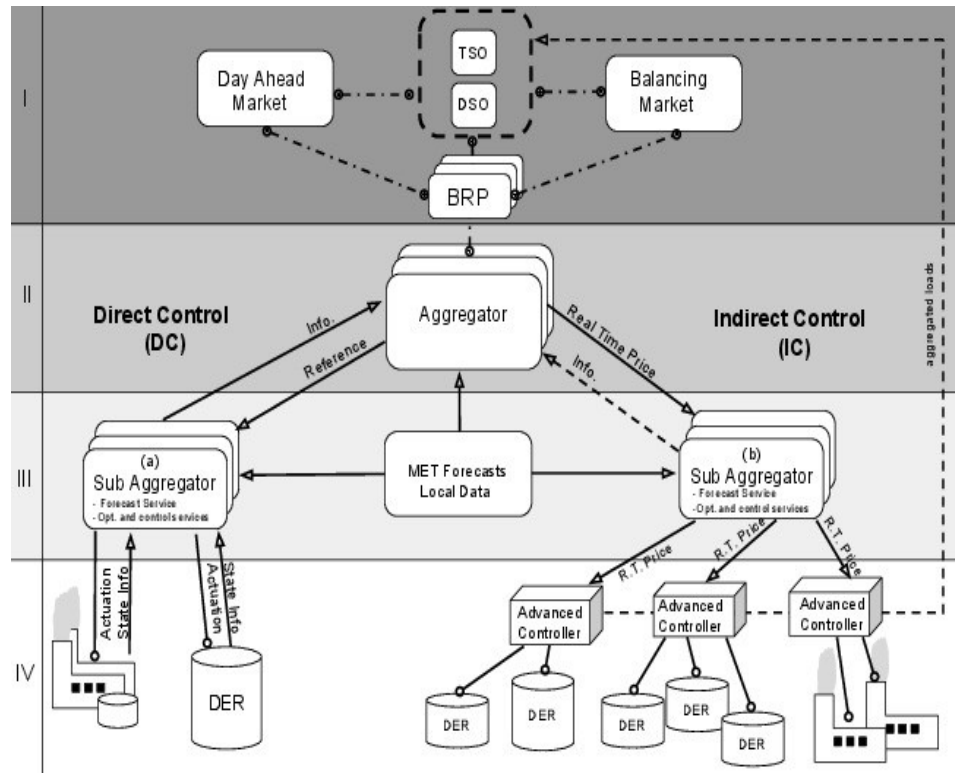 I
TSO
DSO
Day Ahead
Market
Balancing
Market
BRP
II
Direct Control
(DC)
Info.
Reference
Aggregator
Real Time Price
Info.
Indirect Control
(IC)
aggregated loads
III
(a)
Sub Aggregator
- Forecast Service
- Opt. and control services
MET Forecasts
Local Data
(b)
Sub Aggregator
- Forecast Service
- Opt. and control services
IV
Actuation
State Info
State Info
Actuation
R.T. Price
R.T. Price
R.T. Price
Advanced
Controller
Advanced
Controller
Advanced
Controller
DER
DER
DER
DER
DER
DER